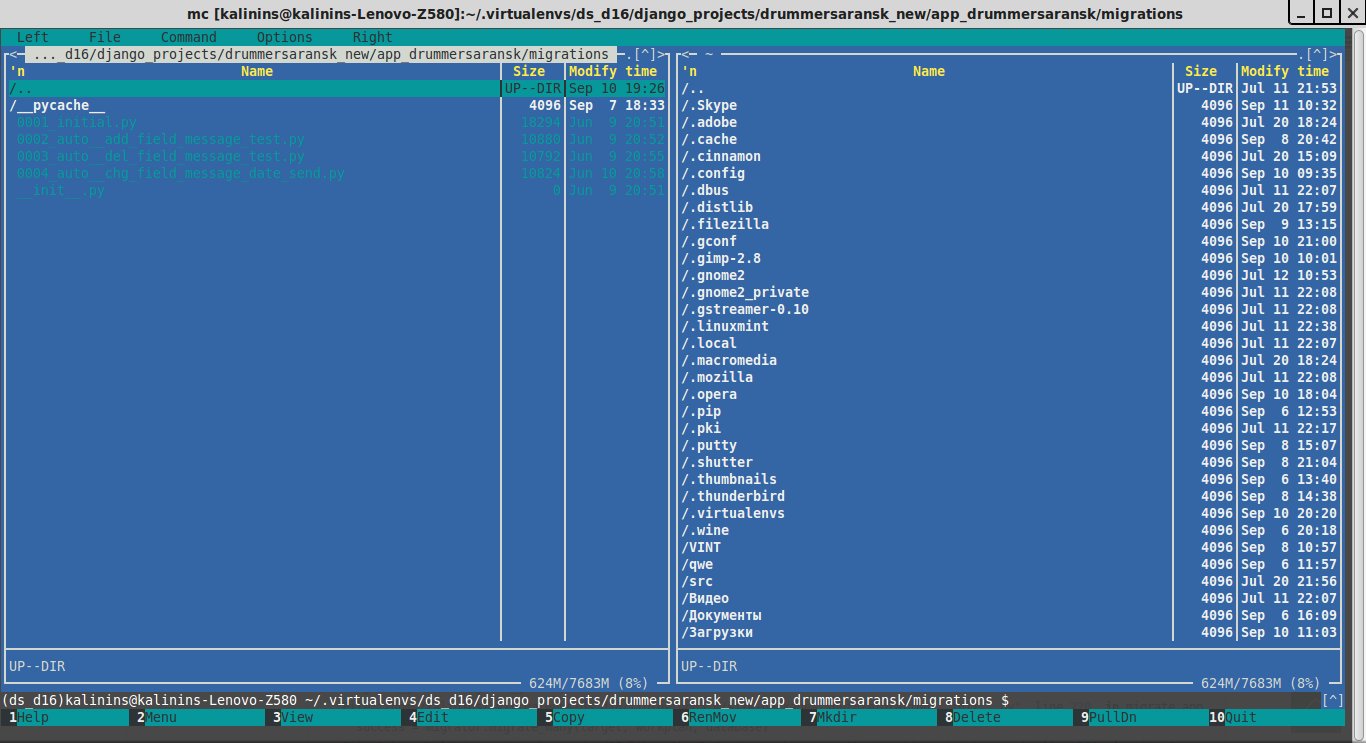 mc [kalinins@kalinins-Lenovo-Z580]:~/.virtualenvs/ds_d16/django_projects/drummersaransk_new/app_drummersaransk/migrations
Left File Command Options Right
<─ ..._d16/django_projects/drummersaransk_new/app_drummersaransk/migrations ─.[^]>
'n Name Size Modify time
/.. UP--DIR Sep 10 19:26
/__pycache__ 4096 Sep 7 18:33
0001_initial.py 18294 Jun 9 20:51
0002_auto__add_field_message_test.py 10880 Jun 9 20:52
0003_auto__del_field_message_test.py 10792 Jun 9 20:55
0004_auto__chg_field_message_date_send.py 10824 Jun 10 20:58
__init__.py 0 Jun 9 20:51
UP--DIR
624M/7683M (8%)
<─ ~ ─.[^]>
'n Name Size Modify time
/.. UP--DIR Jul 11 21:53
/.Skype 4096 Sep 11 10:32
/.adobe 4096 Jul 20 18:24
/.cache 4096 Sep 8 20:42
/.cinnamon 4096 Jul 20 15:09
/.config 4096 Sep 10 09:35
/.dbus 4096 Jul 11 22:07
/.distlib 4096 Jul 20 17:59
/.filezilla 4096 Sep 9 13:15
/.gconf 4096 Sep 10 21:00
/.gimp-2.8 4096 Sep 10 10:01
/.gnome2 4096 Jul 12 10:53
/.gnome2_private 4096 Jul 11 22:08
/.gstreamer-0.10 4096 Jul 11 22:08
/.linuxmint 4096 Jul 11 22:38
/.local 4096 Jul 11 22:07
/.macromedia 4096 Jul 20 18:24
/.mozilla 4096 Jul 11 22:08
/.opera 4096 Sep 10 18:04
/.pip 4096 Sep 6 12:53
/.pki 4096 Jul 11 22:17
/.putty 4096 Sep 8 15:07
/.shutter 4096 Sep 8 21:04
/.thumbnails 4096 Sep 6 13:40
/.thunderbird 4096 Sep 8 14:38
/.virtualenvs 4096 Sep 10 20:20
/.wine 4096 Sep 6 20:18
/VINT 4096 Sep 8 10:57
/qwe 4096 Sep 6 11:57
/src 4096 Jul 20 21:56
/Видео 4096 Jul 11 22:07
/Документы 4096 Sep 6 16:09
/Загрузки 4096 Sep 10 11:03
UP--DIR
624M/7683M (8%)
(ds_d16)kalinins@kalinins-Lenovo-Z580 ~/.virtualenvs/ds_d16/django_projects/drummersaransk_new/app_drummersaransk/migrations $ [^]
1Help 2Menu 3View 4Edit 5Copy 6RenMov 7Mkdir 8Delete 9PullDn 10Quit